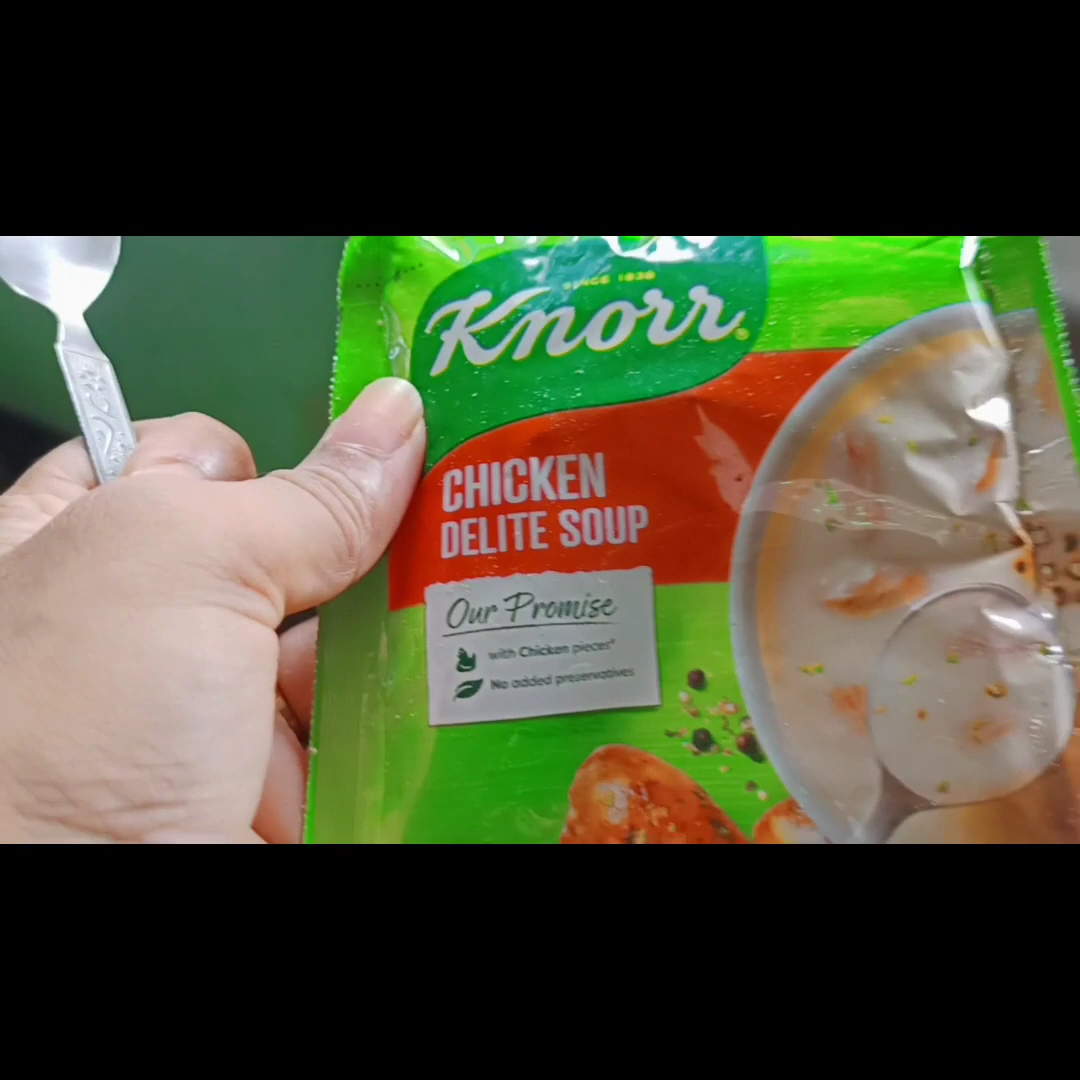 SINCE 1838
Knorr
CHICKEN
DELITE SOUP
Our Promise
with Chicken pieces*
No added preservatives